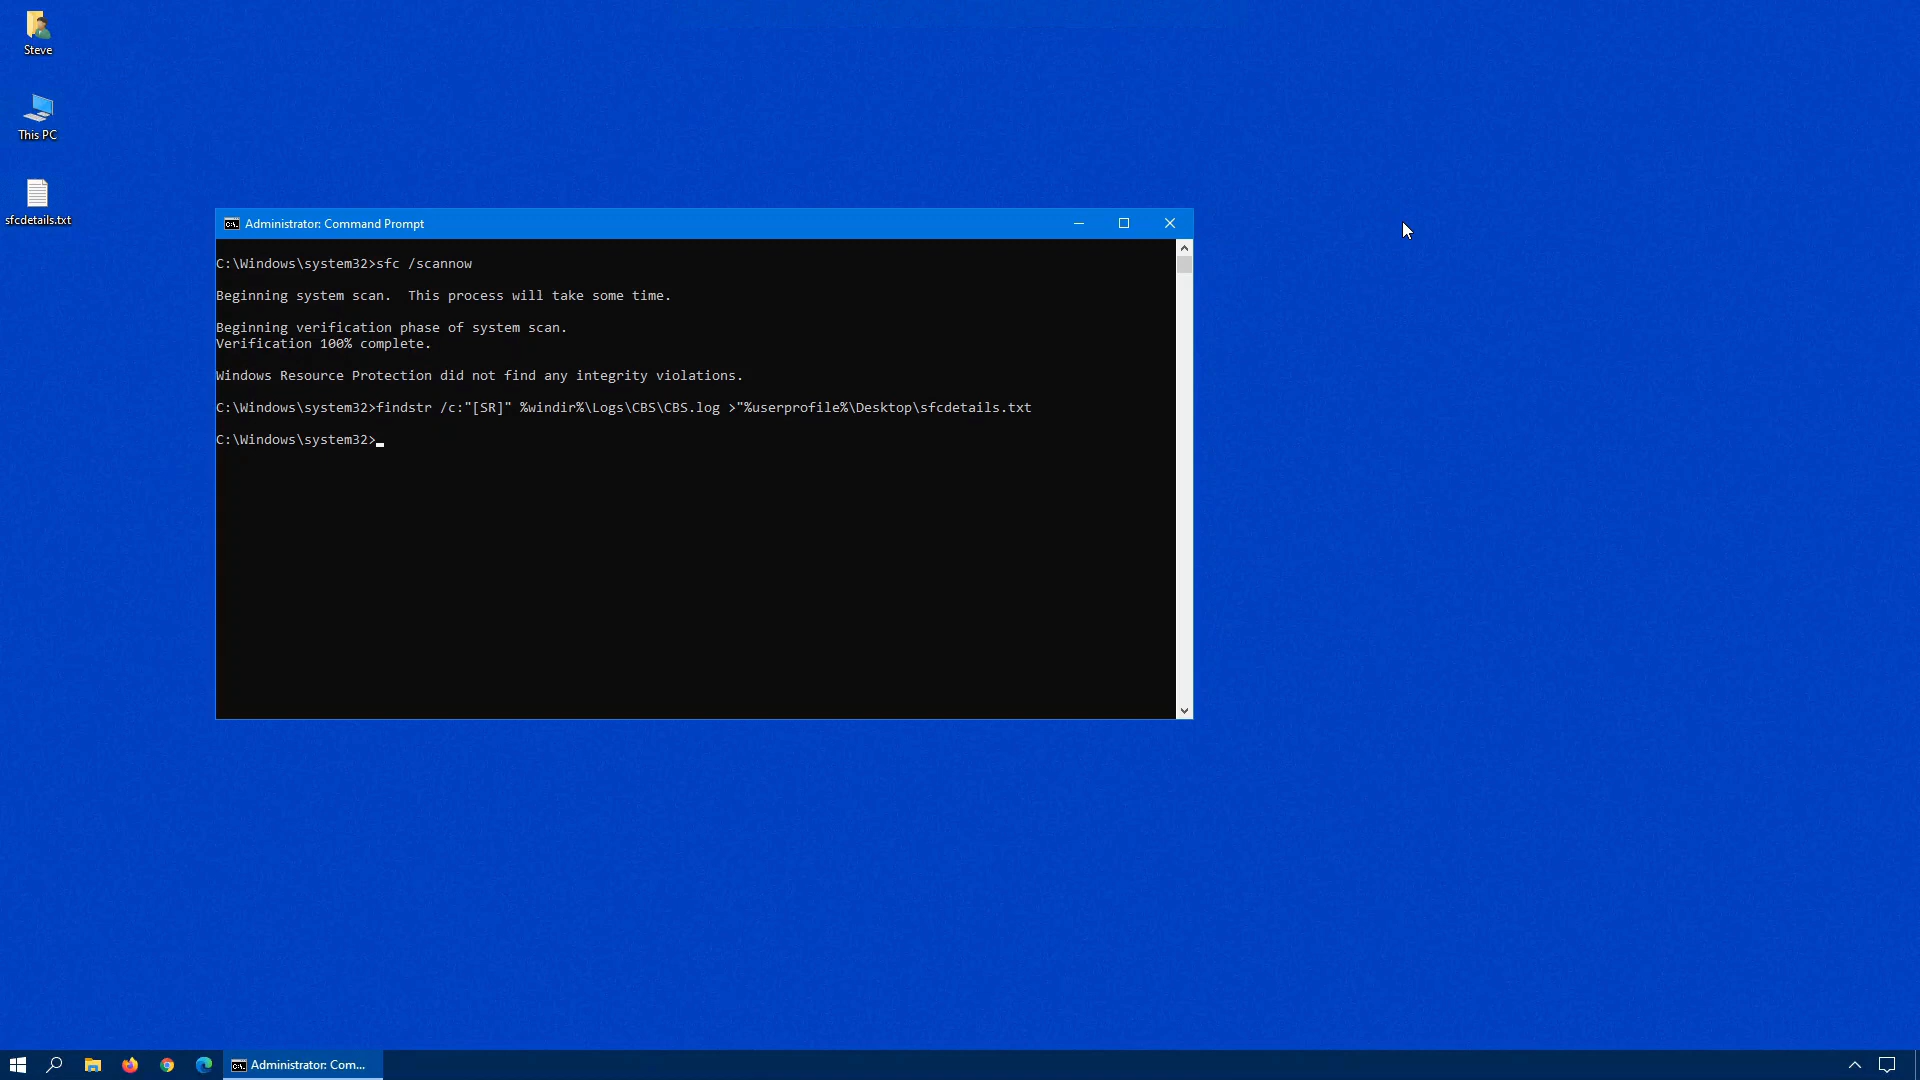 Steve
This PC
sfcdetails.txt
Administrator: Command Prompt
C:\Windows\system32>sfc /scannow
Beginning system scan.  This process will take some time.
Beginning verification phase of system scan.
Verification 100% complete.
Windows Resource Protection did not find any integrity violations.
C:\Windows\system32>findstr /c:"[SR]" %windir%\Logs\CBS\CBS.log >"%userprofile%\Desktop\sfcdetails.txt
C:\Windows\system32>
Administrator: Com...